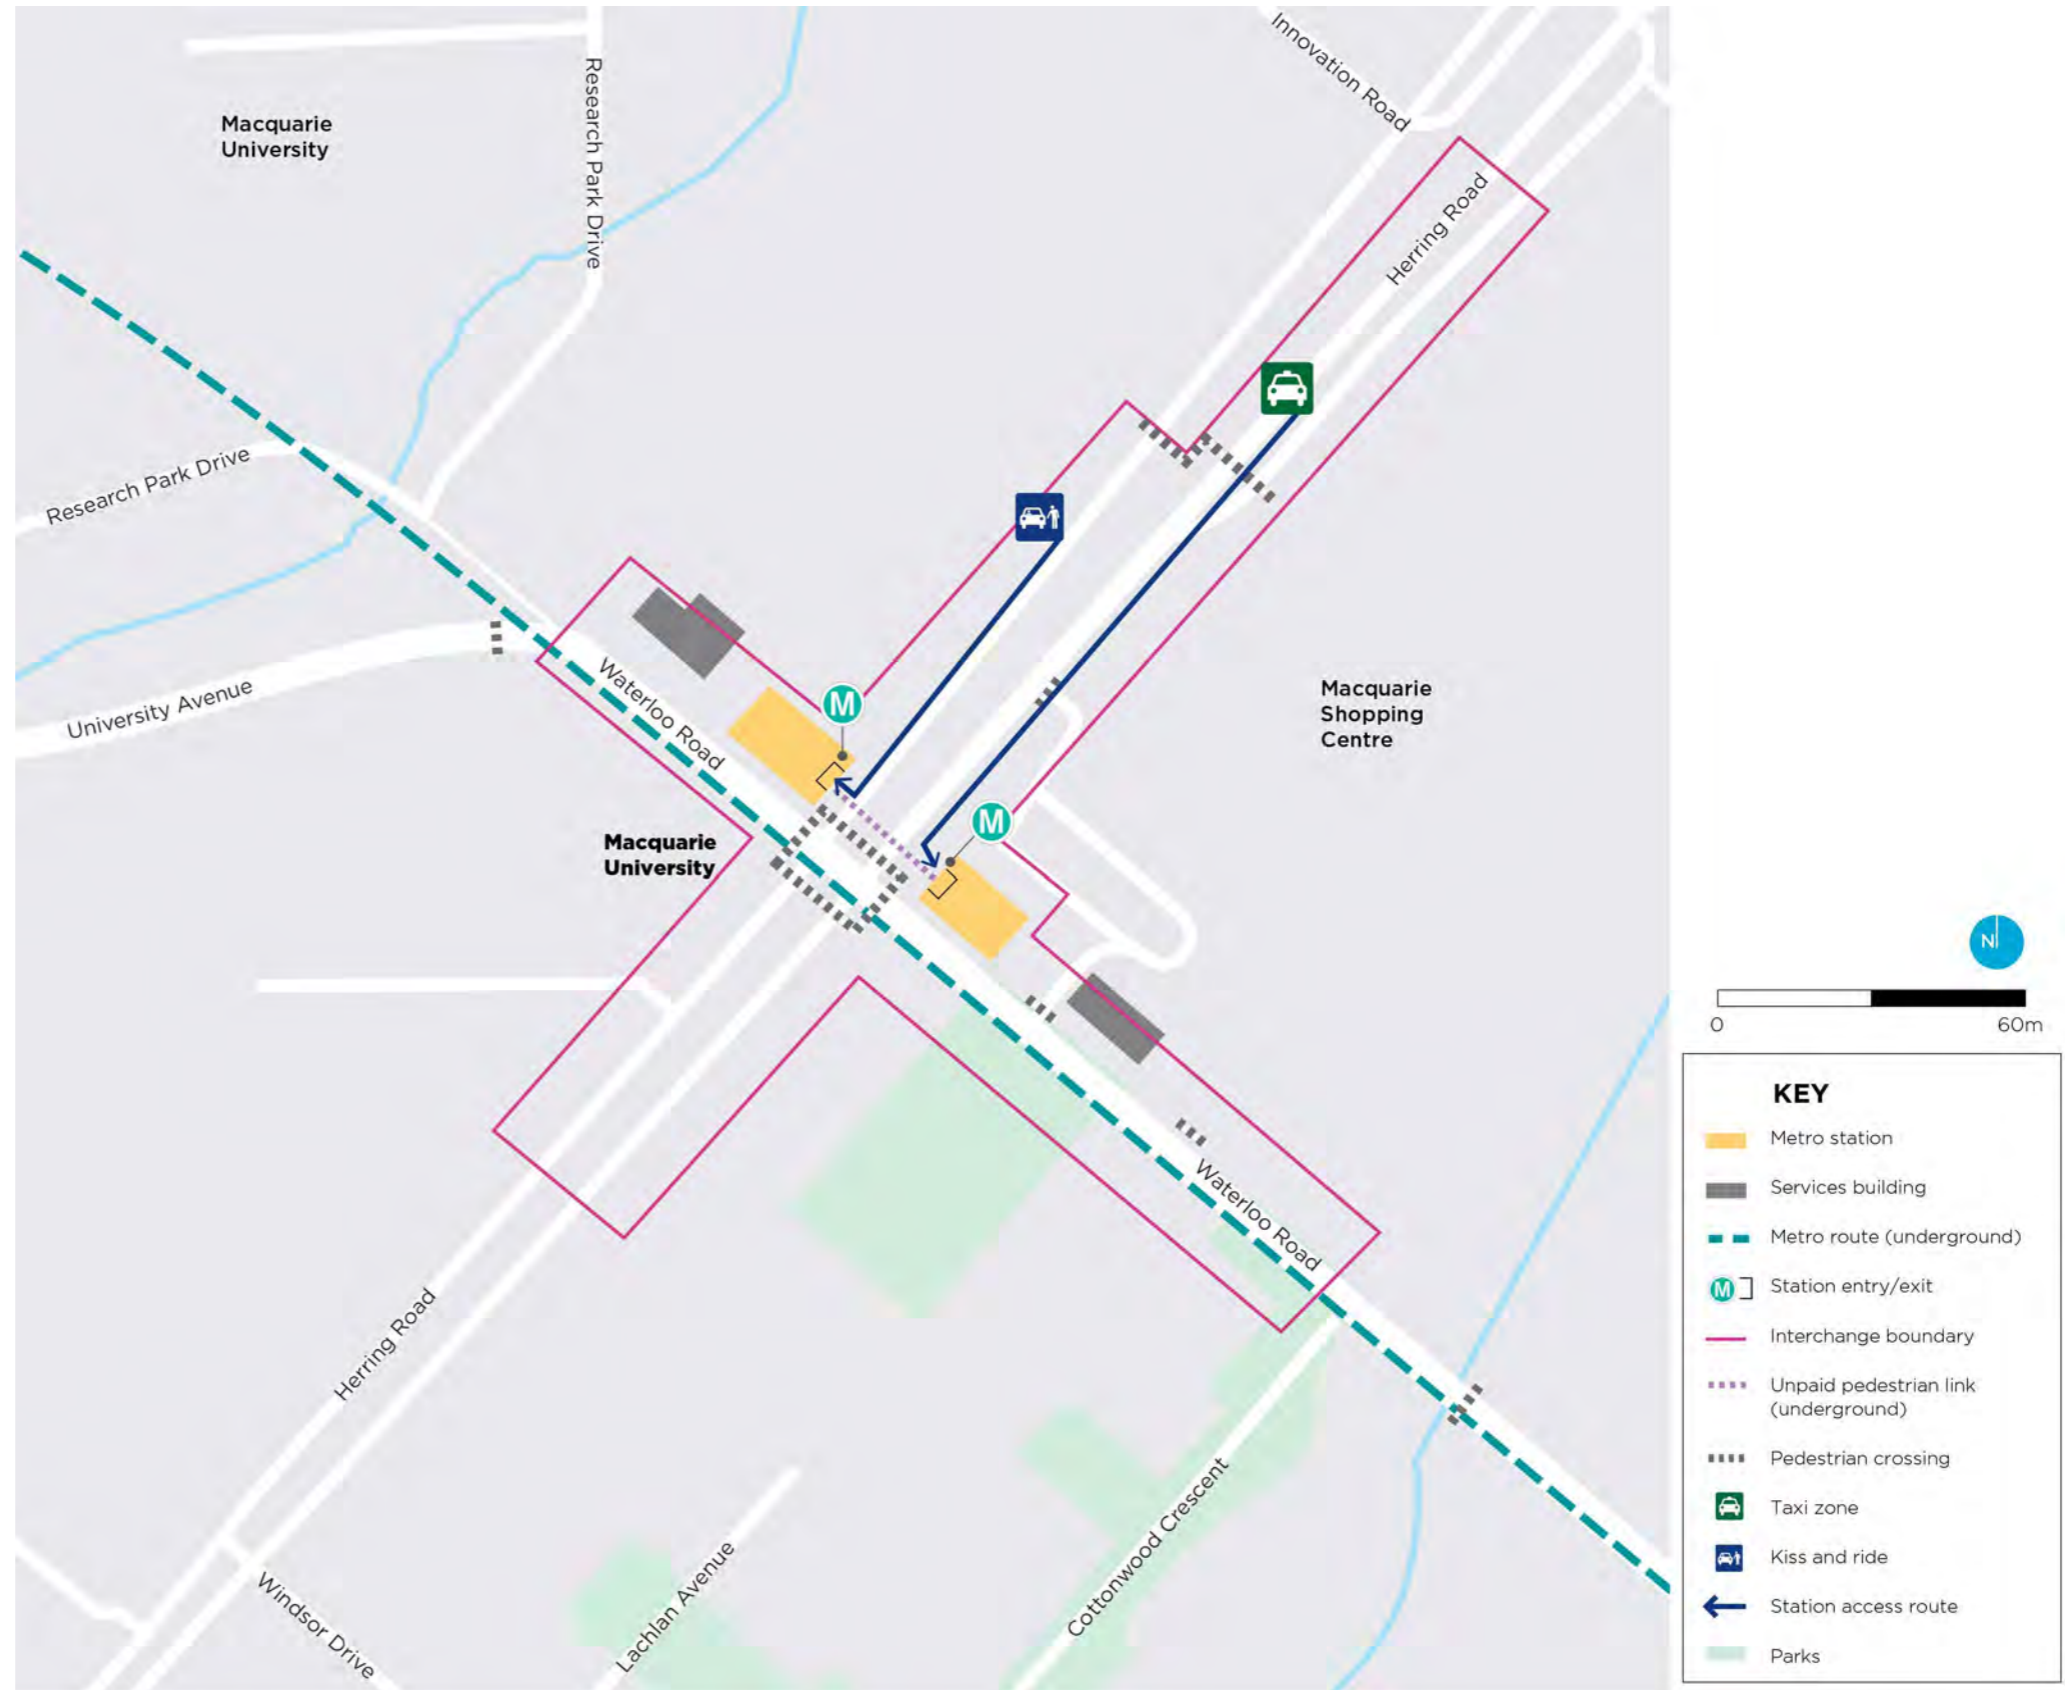 Innovation Road
Research Park Drive
Macquarie
University
Herring Road
Research Park Drive
University Avenue
Waterloo Road
M
Macquarie
Shopping
Centre
M
Macquarie
University
N
0
60m
Waterloo Road
Herring Road
Cottonwood Crescent
Lachlan Avenue
Windsor Drive
KEY
Metro station
Services building
Metro route (underground)
M
Station entry/exit
Interchange boundary
Unpaid pedestrian link
(underground)
Pedestrian crossing
Taxi zone
Kiss and ride
Station access route
Parks